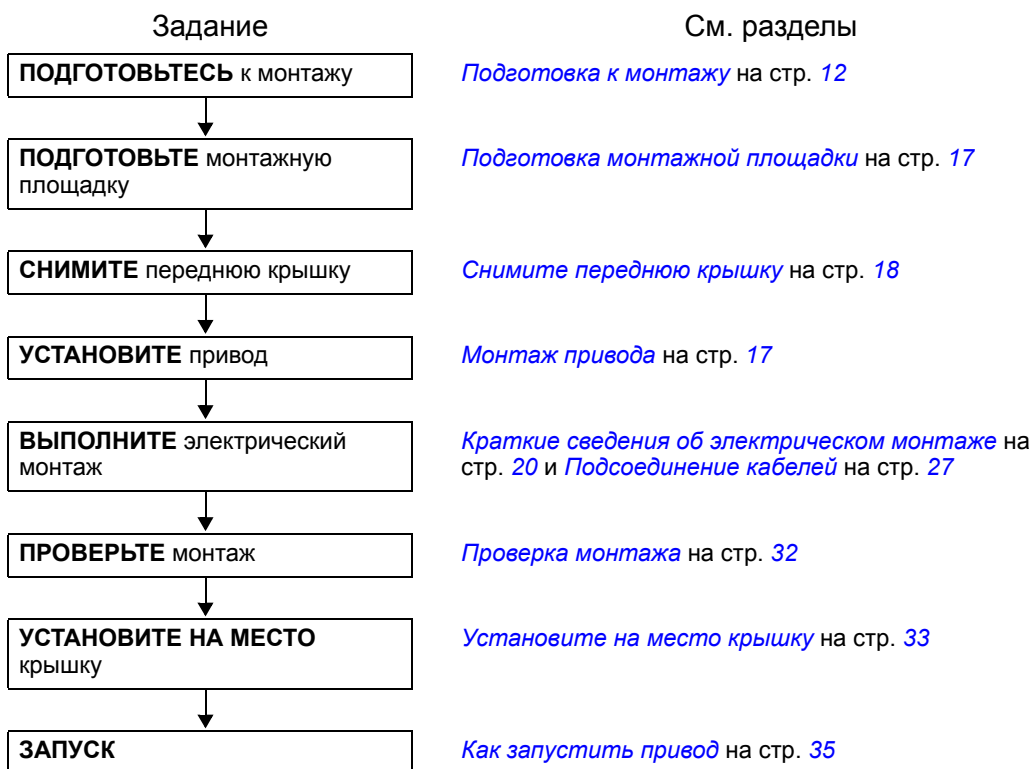 Задание
См. разделы
ПОДГОТОВЬТЕСЬ к монтажу
Подготовка к монтажу на стр. 12
ПОДГОТОВЬТЕ монтажную
площадку
Подготовка монтажной площадки на стр. 17
СНИМИТЕ переднюю крышку
Снимите переднюю крышку на стр. 18
УСТАНОВИТЕ привод
Монтаж привода на стр. 17
ВЫПОЛНИТЕ электрический
монтаж
Краткие сведения об электрическом монтаже на
стр. 20 и Подсоединение кабелей на стр. 27
ПРОВЕРЬТЕ монтаж
Проверка монтажа на стр. 32
УСТАНОВИТЕ НА МЕСТО
крышку
Установите на место крышку на стр. 33
ЗАПУСК
Как запустить привод на стр. 35